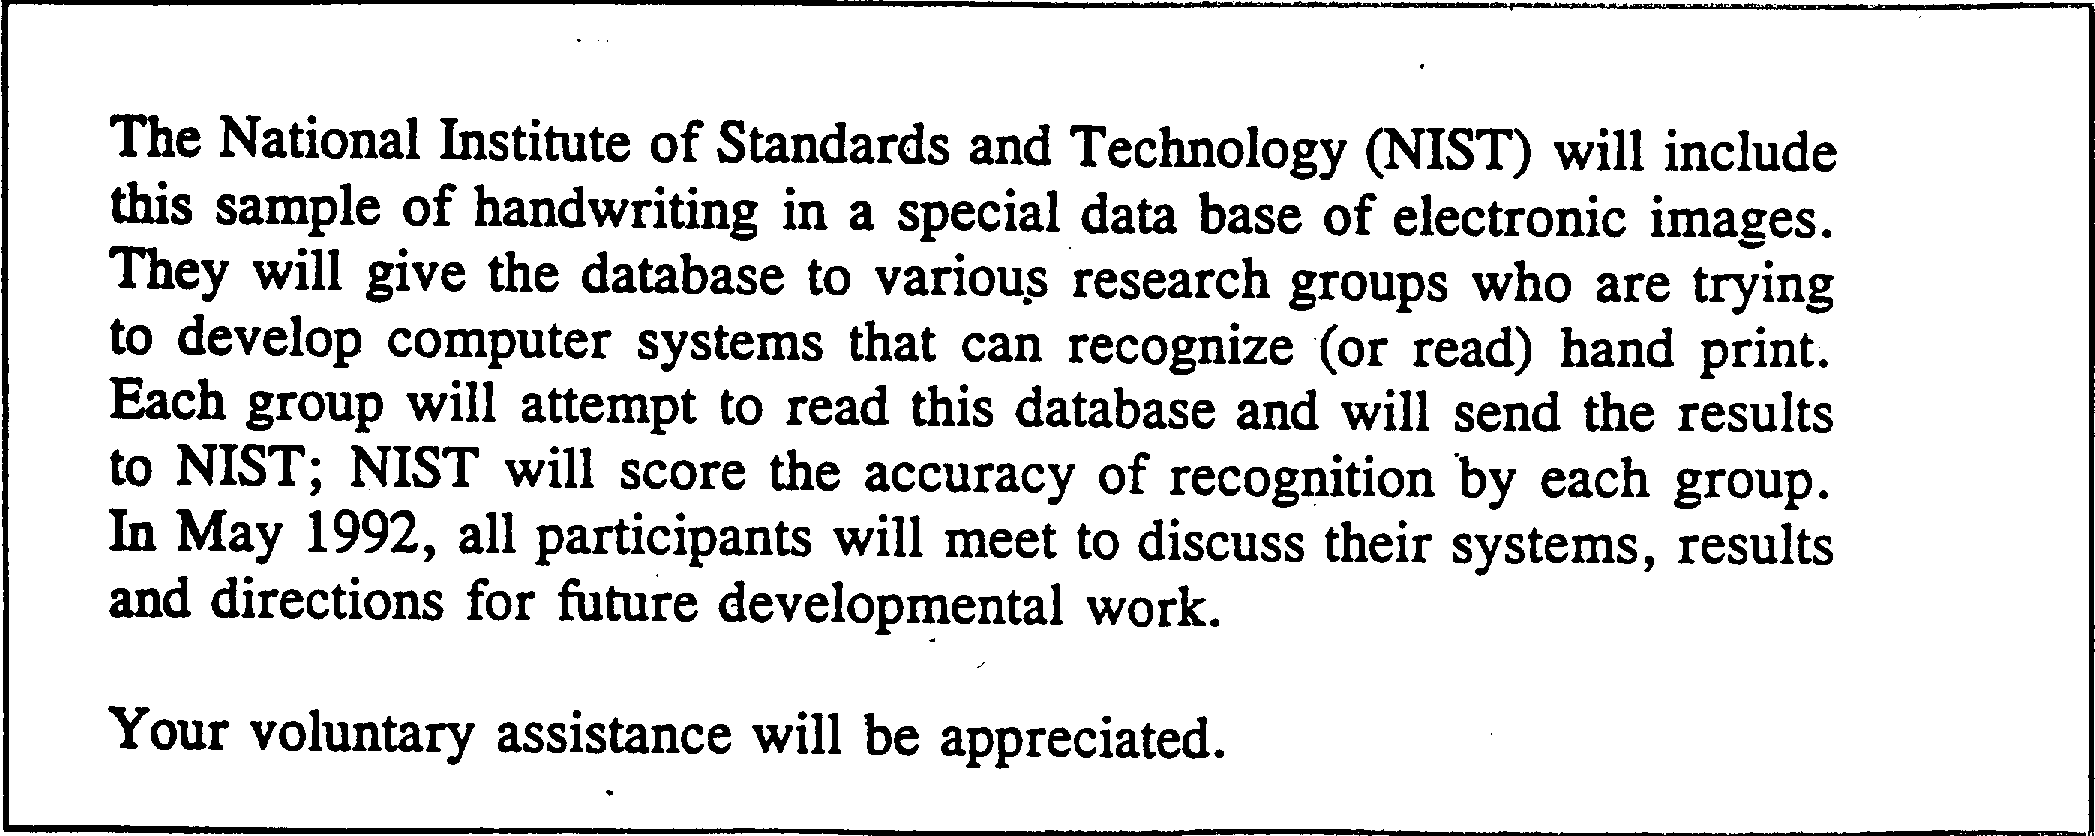 The National Institute of Standards and Technology (NIST) will include
this sample of handwriting in a special data base of electronic images.
They will give the database to various research groups who are trying
to develop computer systems that can recognize (or read) hand print.
Each group will attempt to read this database and will send the results
to NIST; NIST will score the accuracy of recognition by each group.
In May 1992, all participants will meet to discuss their systems, results
and directions for future developmental work.
Your voluntary assistance will be appreciated.